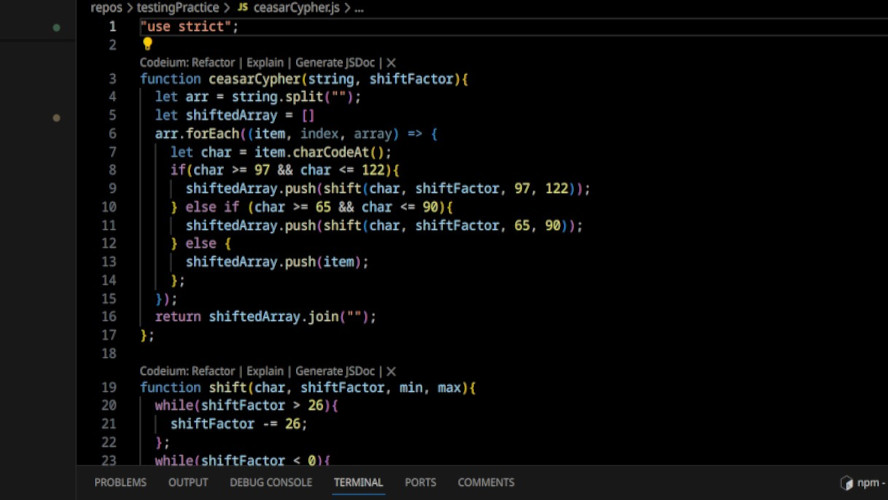 repos > testingPractice > JS ceasarCypher.js > ...
1 "use strict";
2
Codeium: Refactor | Explain | Generate JSDoc | X
3 function ceasarCypher(string, shiftFactor){
4 let arr = string.split("");
5 let shiftedArray = []
6 arr.forEach((item, index, array) => {
7 let char = item.charCodeAt();
8 if(char >= 97 && char <= 122){
9 shiftedArray.push(shift(char, shiftFactor, 97, 122));
10 } else if (char >= 65 && char <= 90){
11 shiftedArray.push(shift(char, shiftFactor, 65, 90));
12 } else {
13 shiftedArray.push(item);
14 };
15 });
16 return shiftedArray.join("");
17 };
18
Codeium: Refactor | Explain | Generate JSDoc | X
19 function shift(char, shiftFactor, min, max){
20 while(shiftFactor > 26){
21 shiftFactor -= 26;
22 };
23 while(shiftFactor < 0){
PROBLEMS OUTPUT DEBUG CONSOLE TERMINAL PORTS COMMENTS npm -